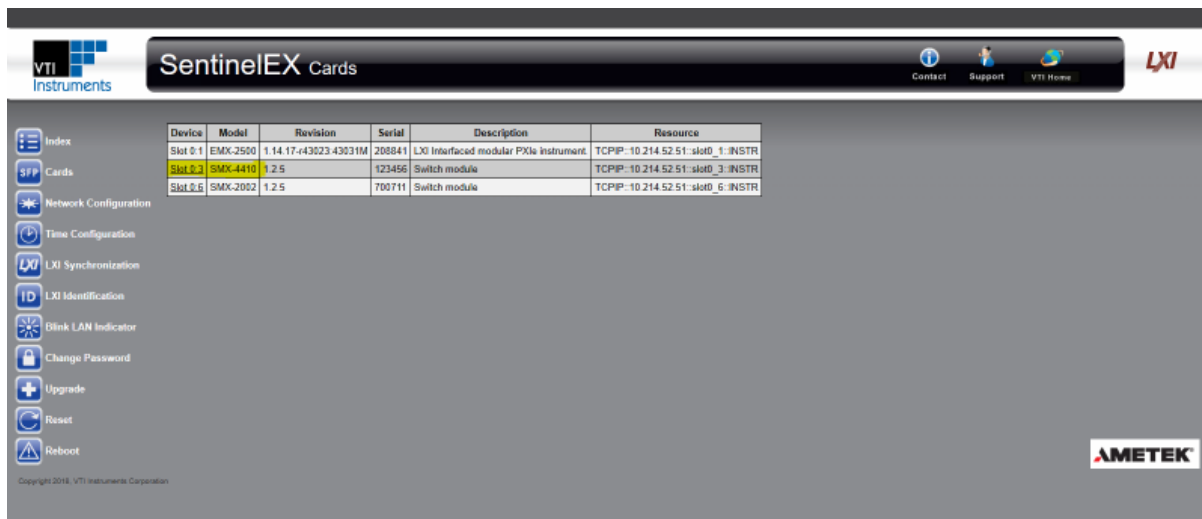 VTI
Instruments
SentinelEX Cards
Contact
Support
VTI Home
LXI
Index
SFP Cards
Network Configuration
Time Configuration
LXI LXI Synchronization
ID LXI Identification
Blink LAN Indicator
Change Password
Upgrade
Reset
Reboot
Device Model Revision Serial Description Resource
Slot 0:1 EMX-2500 1.14.17-r43023:43031M 208841 LXI Interfaced modular PXIe instrument. TCPIP::10.214.52.51::slot0_1::INSTR
Slot 0:3 SMX-4410 1.2.5 123456 Switch module TCPIP::10.214.52.51::slot0_3::INSTR
Slot 0:6 SMX-2002 1.2.5 700711 Switch module TCPIP::10.214.52.51::slot0_6::INSTR
AMETEK
Copyright 2018, VTI Instruments Corporation